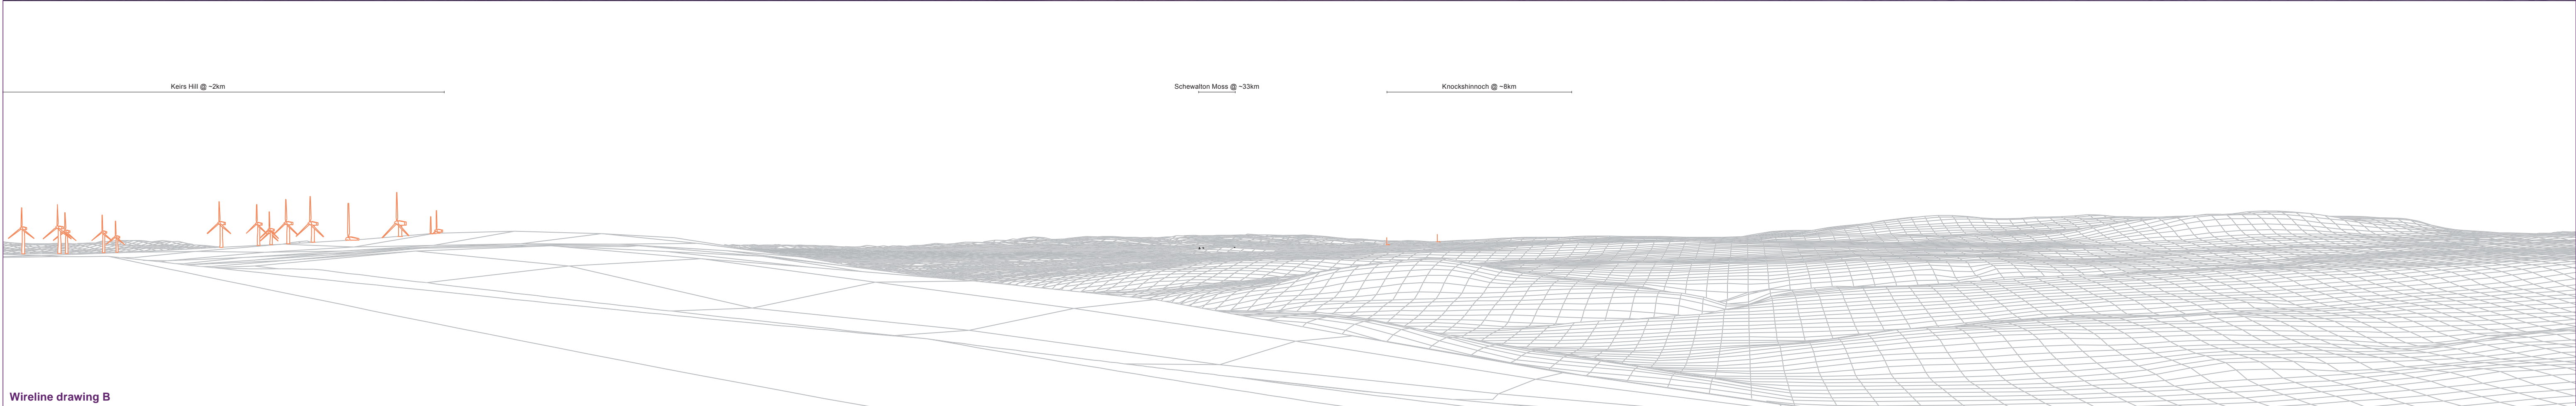 Keirs Hill @ ~2km
Schewalton Moss @ ~33km
Knockshinnoch @ ~8km
Wireline drawing B